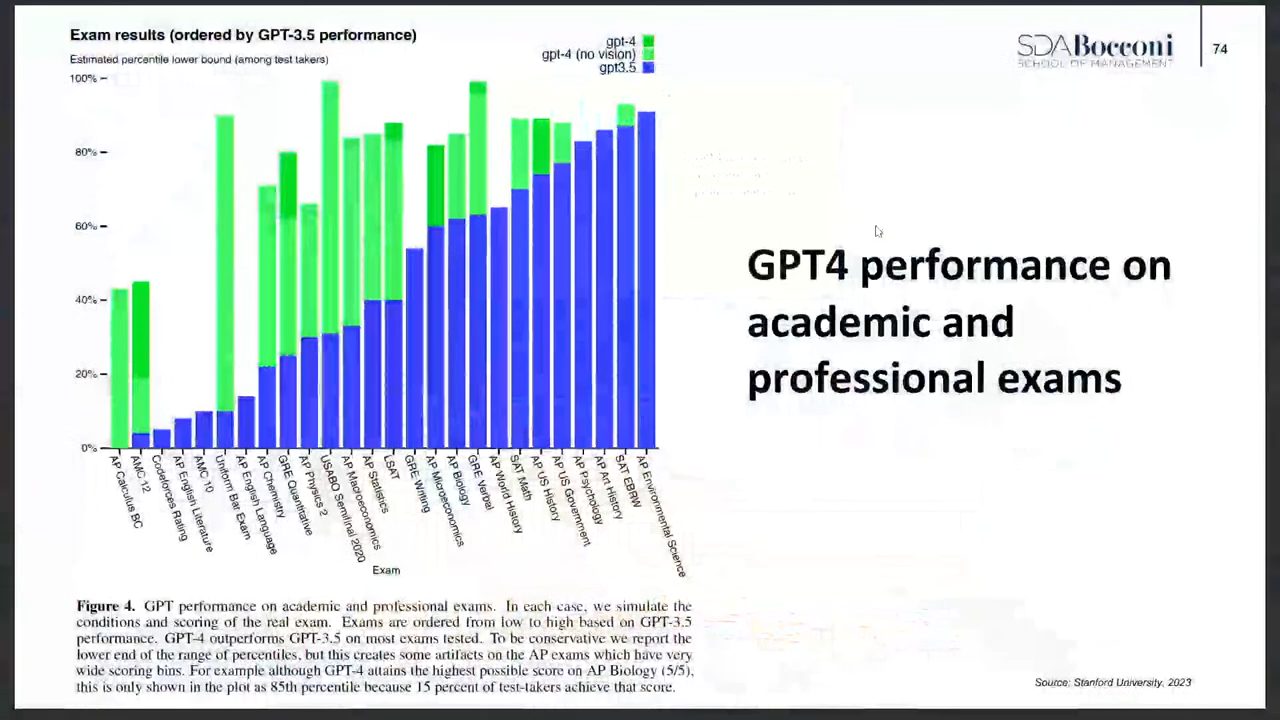 Exam results (ordered by GPT-3.5 performance)
Estimated percentile lower bound (among test takers)
gpt-4
gpt-4 (no vision)
gpt3.5
100%
80%
60%
40%
20%
0%
AP Calculus BC
AMC 12
Codeforces Rating
AP English Literature
AMC 10
Uniform Bar Exam
AP English Language
AP Chemistry
GRE Quantitative
AP Physics 2
USABO Semifinal 2020
AP Macroeconomics
AP Statistics
LSAT
GRE Writing
AP Microeconomics
AP Biology
GRE Verbal
AP World History
SAT Math
AP US History
AP US Government
AP Psychology
AP Art History
SAT EBRW
AP Environmental Science
Exam
Figure 4. GPT performance on academic and professional exams. In each case, we simulate the
conditions and scoring of the real exam. Exams are ordered from low to high based on GPT-3.5
performance. GPT-4 outperforms GPT-3.5 on most exams tested. To be conservative we report the
lower end of the range of percentiles, but this creates some artifacts on the AP exams which have very
wide scoring bins. For example although GPT-4 attains the highest possible score on AP Biology (5/5),
this is only shown in the plot as 85th percentile because 15 percent of test-takers achieve that score.
SDA Bocconi
SCHOOL OF MANAGEMENT
74
GPT4 performance on
academic and
professional exams
Source: Stanford University, 2023